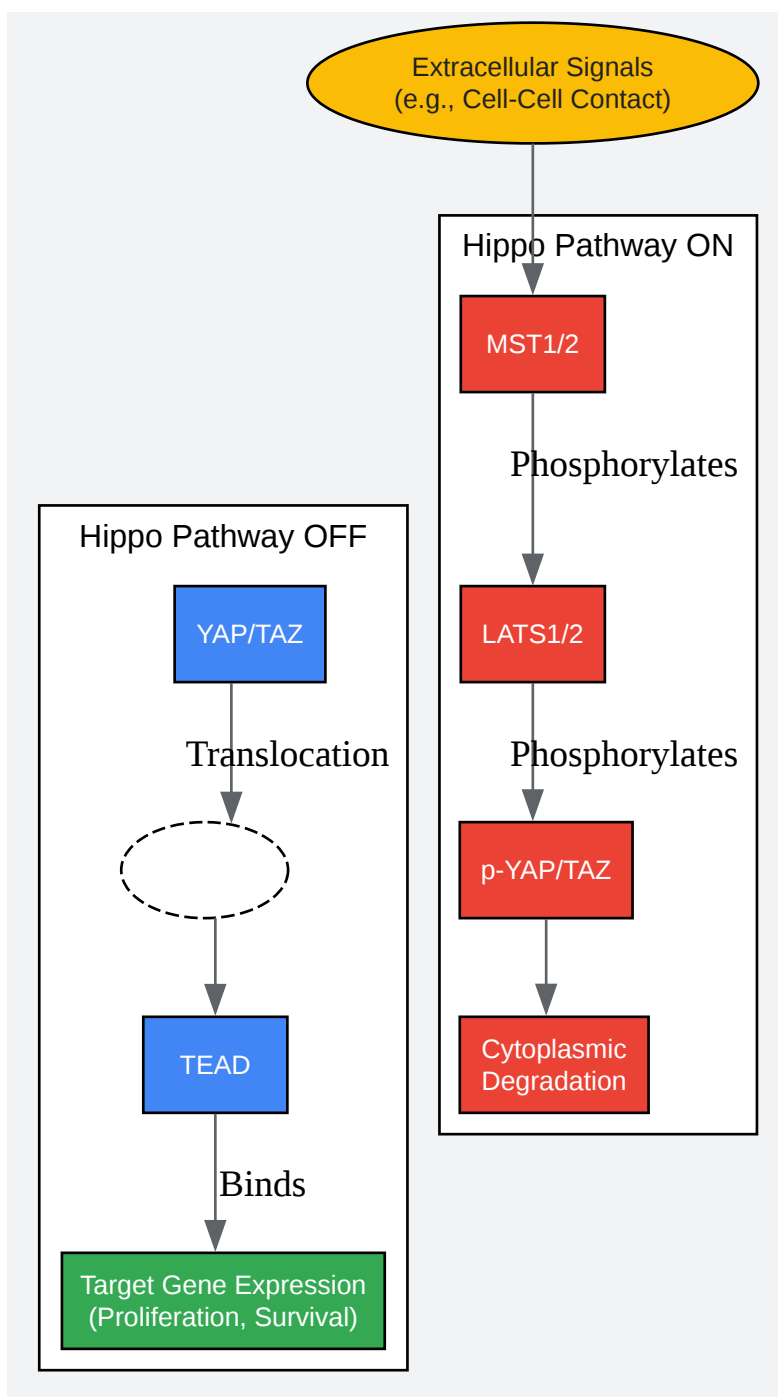 Extracellular Signals
(e.g., Cell-Cell Contact)
Hippo Pathway ON
MST1/2
Phosphorylates
LATS1/2
Phosphorylates
p-YAP/TAZ
Cytoplasmic
Degradation
Hippo Pathway OFF
YAP/TAZ
Translocation
TEAD
Binds
Target Gene Expression
(Proliferation, Survival)